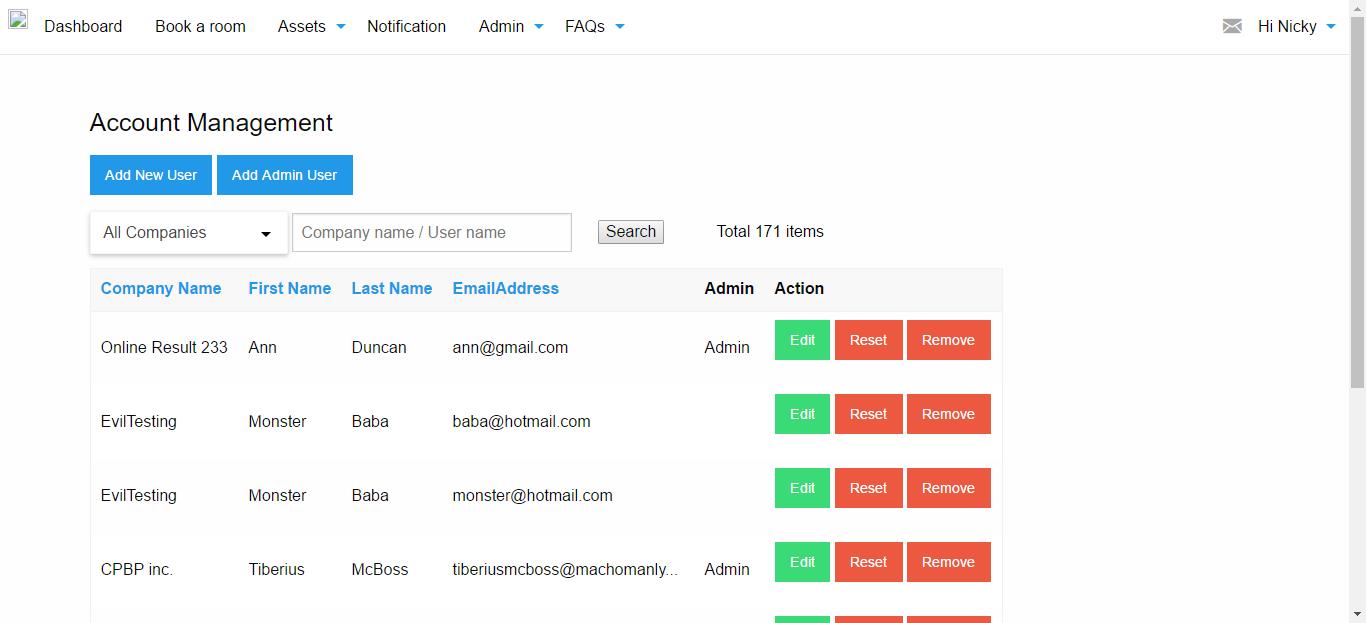 Dashboard Book a room Assets Notification Admin FAQs Hi Nicky
Account Management
Add New User Add Admin User
All Companies Company name / User name Search Total 171 items
Company Name First Name Last Name EmailAddress Admin Action
Online Result 233 Ann Duncan ann@gmail.com Admin Edit Reset Remove
EvilTesting Monster Baba baba@hotmail.com Edit Reset Remove
EvilTesting Monster Baba monster@hotmail.com Edit Reset Remove
CPBP inc. Tiberius McBoss tiberiusmcboss@machomanly... Admin Edit Reset Remove